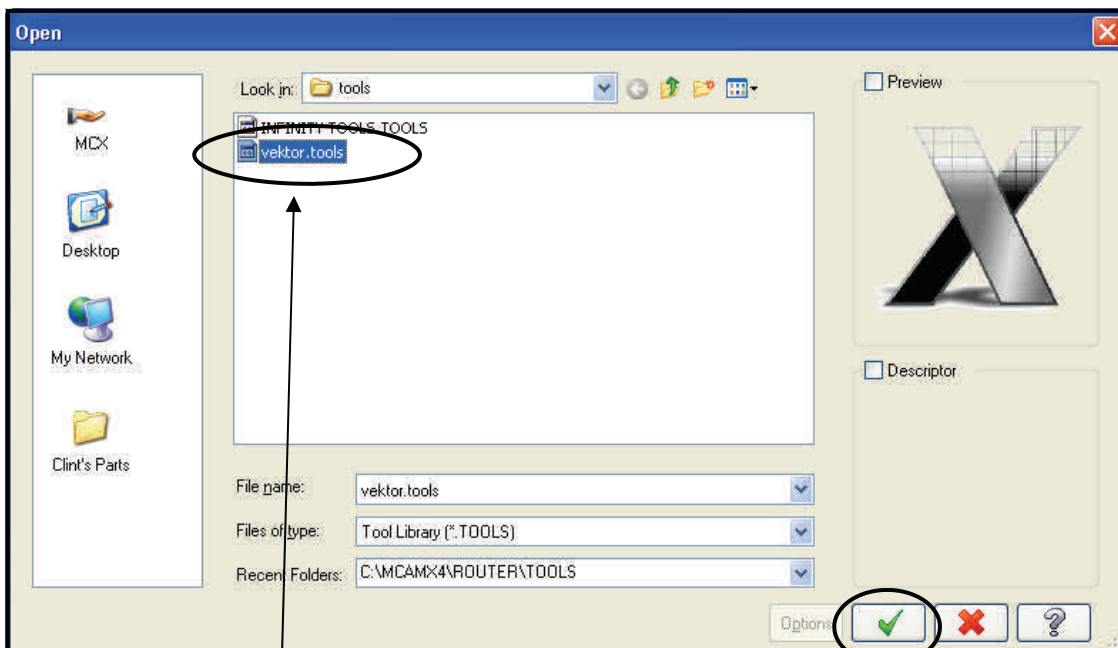 Open
Look in:
tools
Preview
INFINITY TOOLS.TOOLS
vektor.tools
MCX
Desktop
My Network
Clint's Parts
Descriptor
File name:
vektor.tools
Files of type:
Tool Library (*.TOOLS)
Recent Folders:
C:\MCAMX4\ROUTER\TOOLS
Options